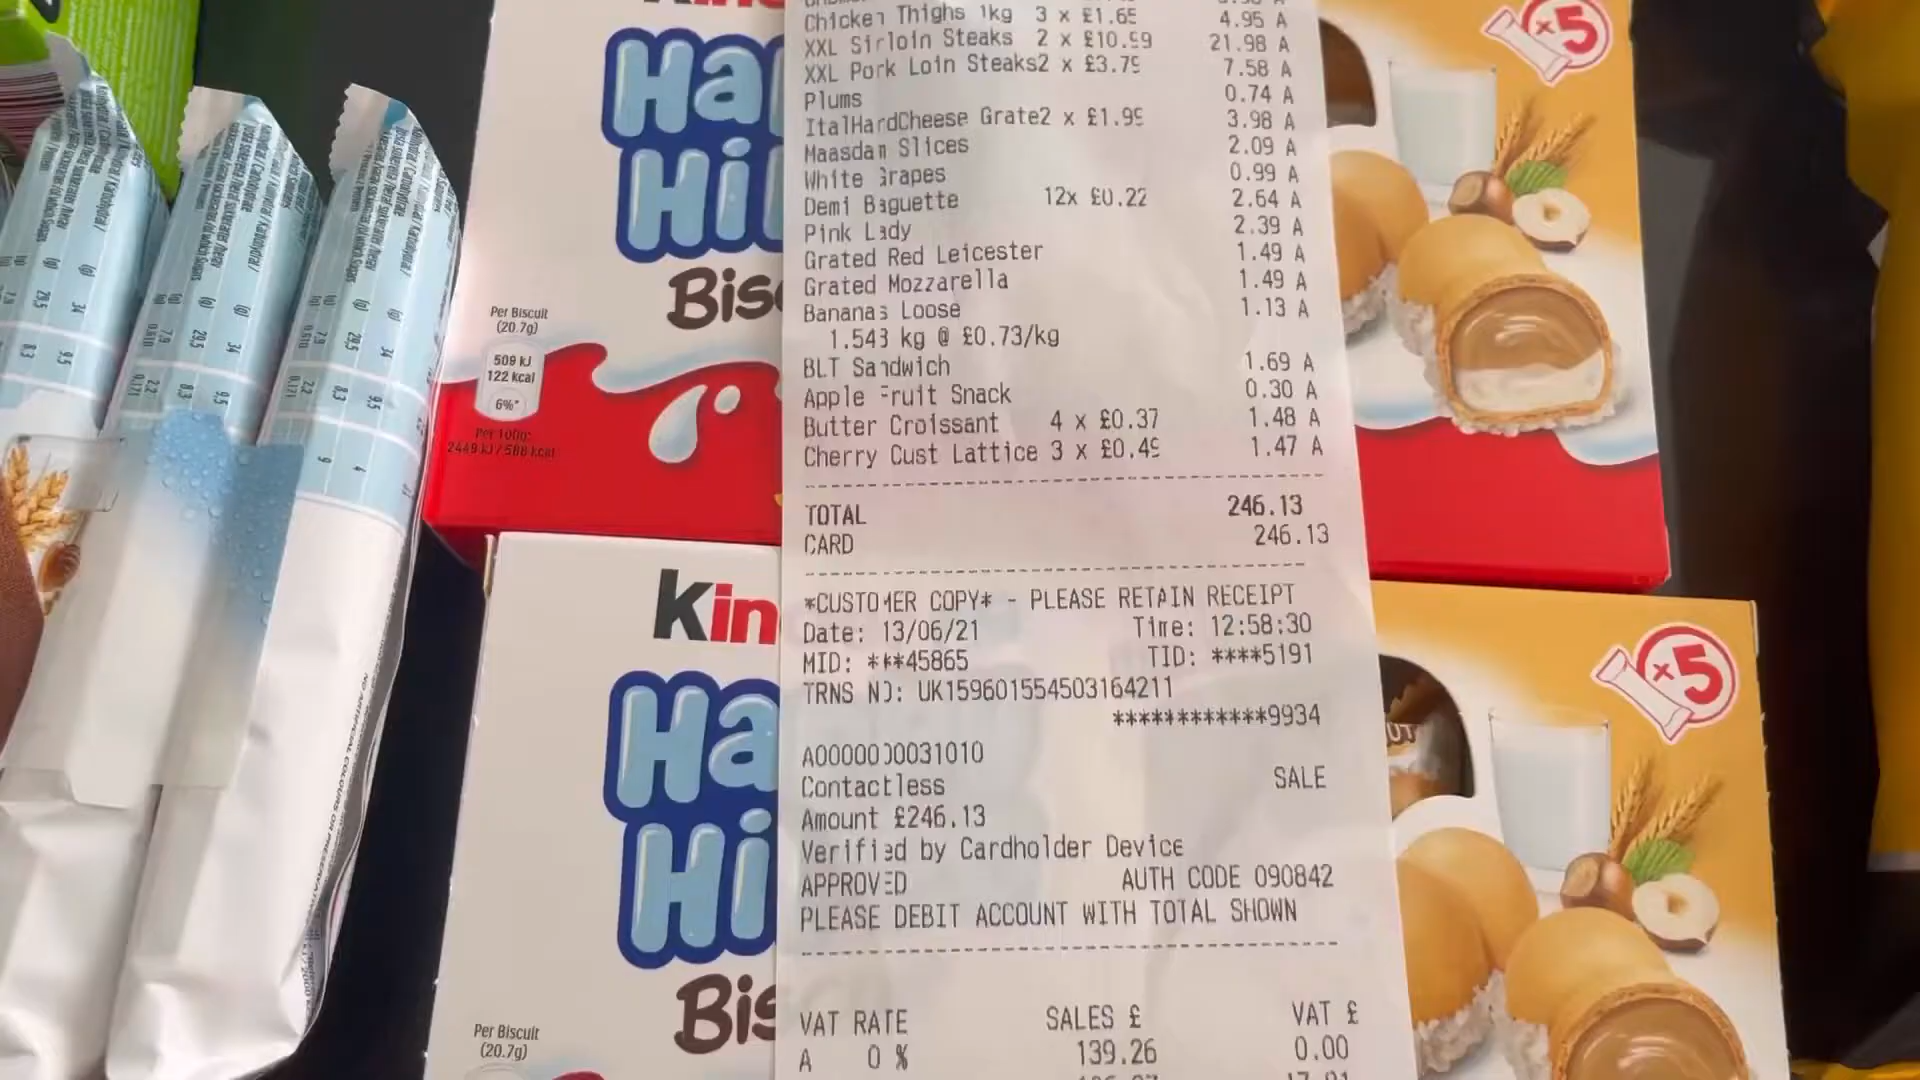 Chicken Thighs 1kg 3 x £1.65 4.95 A
XXL Sirloin Steaks 2 x £10.99 21.98 A
XXL Pork Loin Steaks2 x £3.79 7.58 A
Plums 0.74 A
ItalHardCheese Grate2 x £1.99 3.98 A
Maasdam Slices 2.09 A
White Grapes 0.99 A
Demi Baguette 12x £0.22 2.64 A
Pink Lady 2.39 A
Grated Red Leicester 1.49 A
Grated Mozzarella 1.49 A
Bananas Loose 1.13 A
1.543 kg @ £0.73/kg
BLT Sandwich 1.69 A
Apple Fruit Snack 0.30 A
Butter Croissant 4 x £0.37 1.48 A
Cherry Cust Lattice 3 x £0.49 1.47 A
TOTAL 246.13
CARD 246.13
*CUSTOMER COPY* - PLEASE RETAIN RECEIPT
Date: 13/06/21 Time: 12:58:30
MID: ***45865 TID: ****5191
TRNS NO: UK159601554503164211
************9934
A0000000031010
Contactless SALE
Amount £246.13
Verified by Cardholder Device
APPROVED AUTH CODE 090842
PLEASE DEBIT ACCOUNT WITH TOTAL SHOWN
VAT RATE SALES £ VAT £
A 0 % 139.26 0.00
Ha
Hi
Bis
Per Biscuit
(20.7g)
509 kJ
122 kcal
6%*
Per 100g:
2449 kJ / 588 kcal
Kin
Ha
Hi
Bis
Per Biscuit
(20.7g)
x5
x5